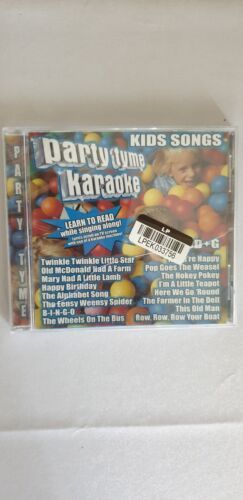 KIDS SONGS
party tyme
karaoke
PARTY TYME
LEARN TO READ
while singing along!
LP
LPEK033756
D+G
Twinkle Twinkle Little Star
Old McDonald Had A Farm
Mary Had A Little Lamb
Happy Birthday
The Alphabet Song
The Eensy Weensy Spider
B-I-N-G-O
The Wheels On The Bus
're Happy
Pop Goes The Weasel
The Hokey Pokey
I'm A Little Teapot
Here We Go 'Round
The Farmer In The Dell
This Old Man
Row, Row, Row Your Boat